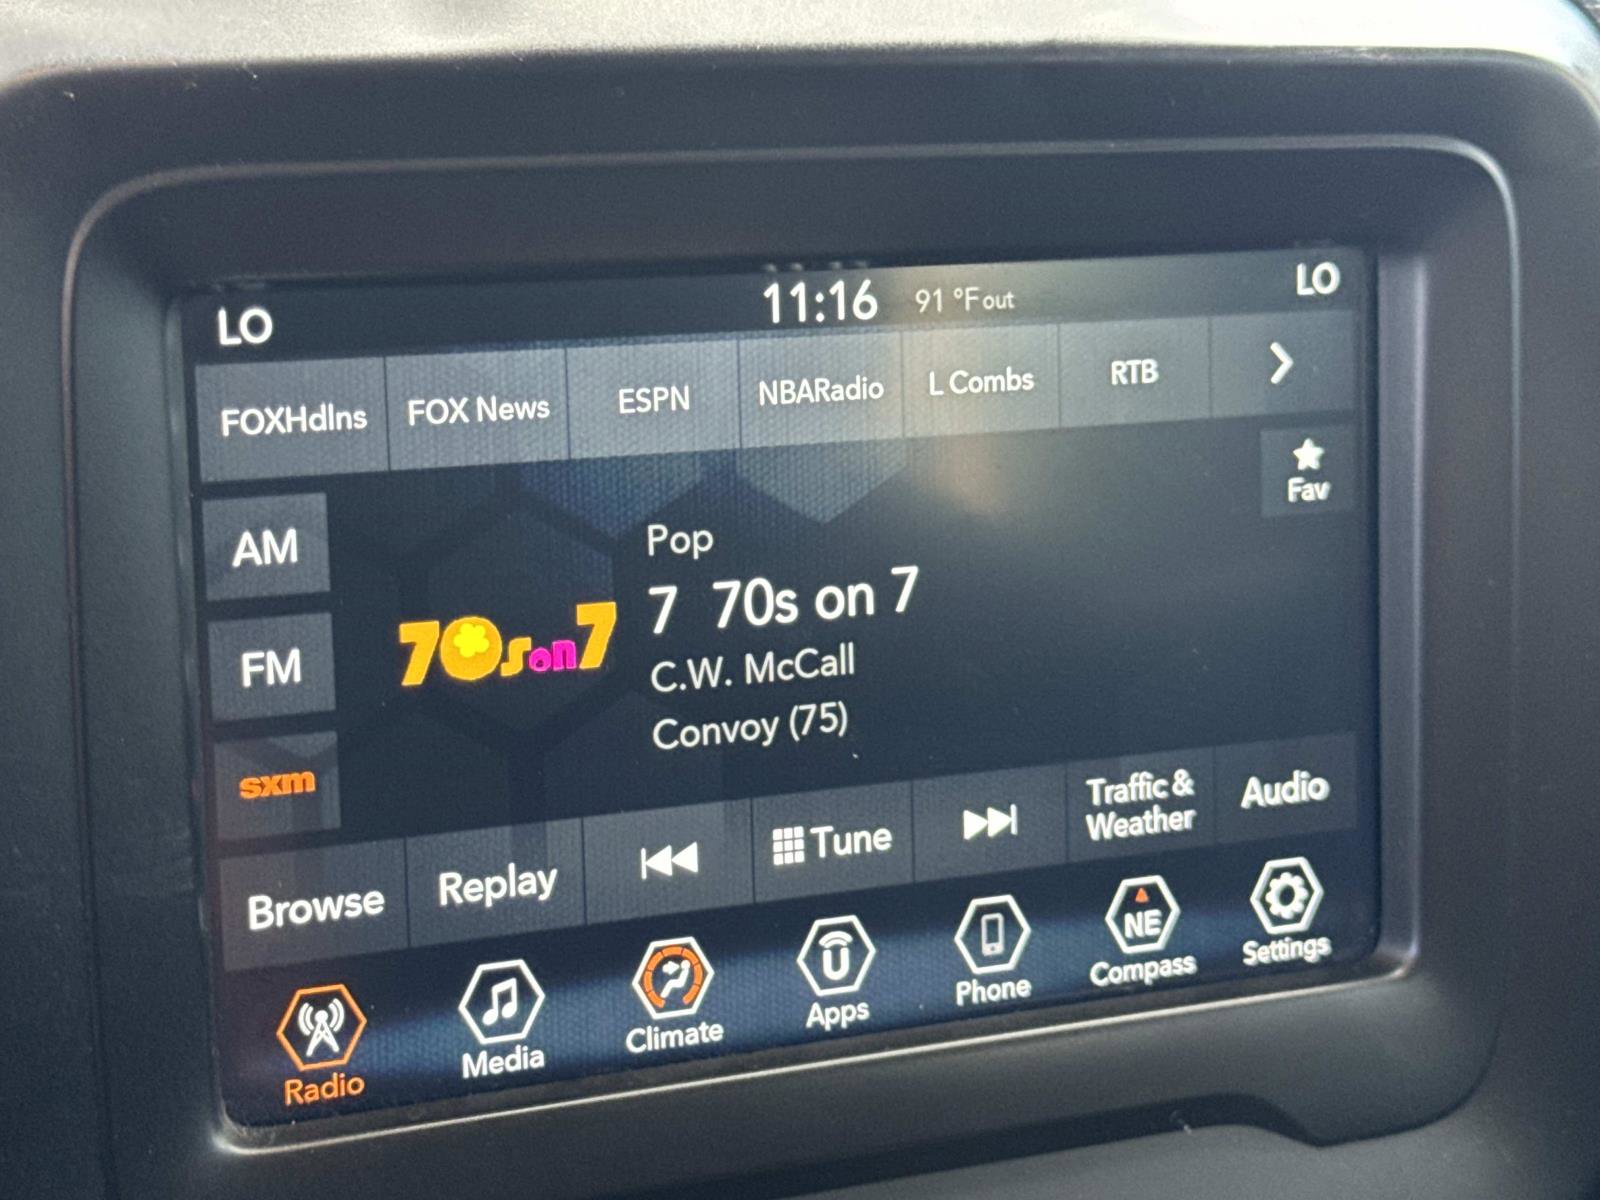 LO 11:16 91 °F out LO
FOXHdlns FOX News ESPN NBARadio L Combs RTB
Fav
AM
FM
sxm
70s on 7
Pop
7 70s on 7
C.W. McCall
Convoy (75)
Browse Replay Tune Traffic & Weather Audio
Radio Media Climate Apps Phone NE Compass Settings